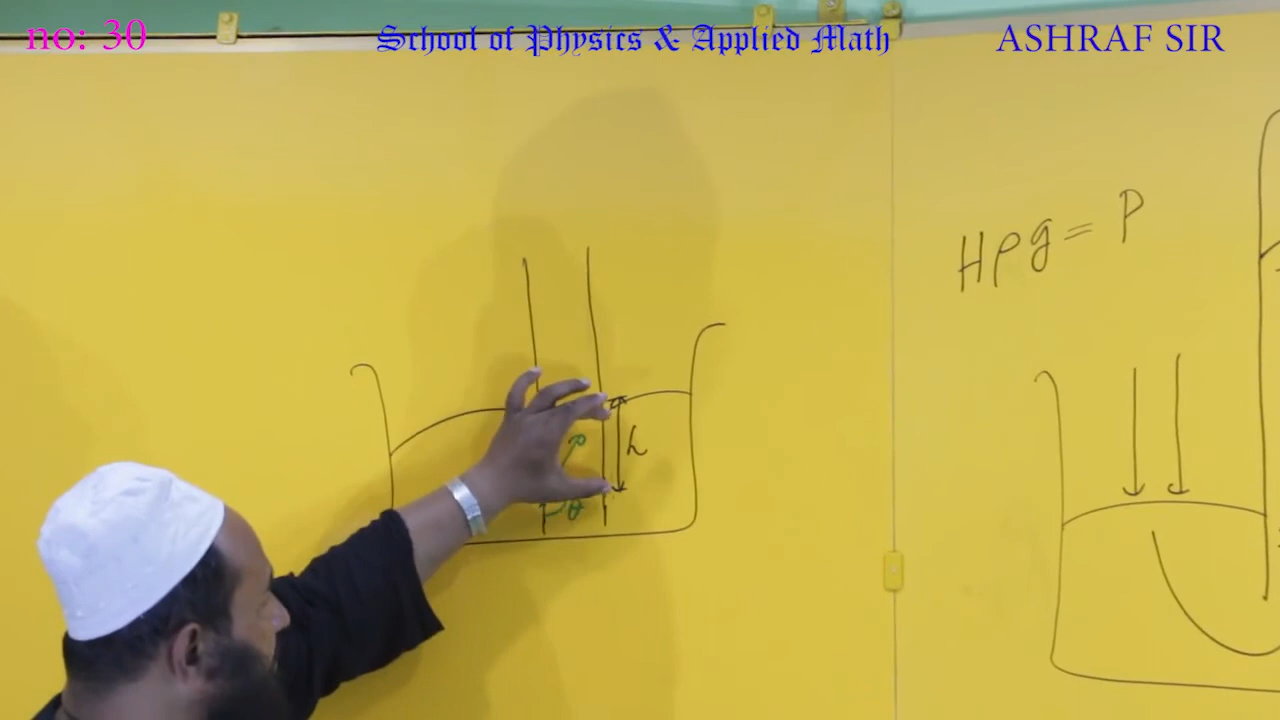 no: 30
School of Physics & Applied Math
ASHRAF SIR
Hρg = P
h
θ